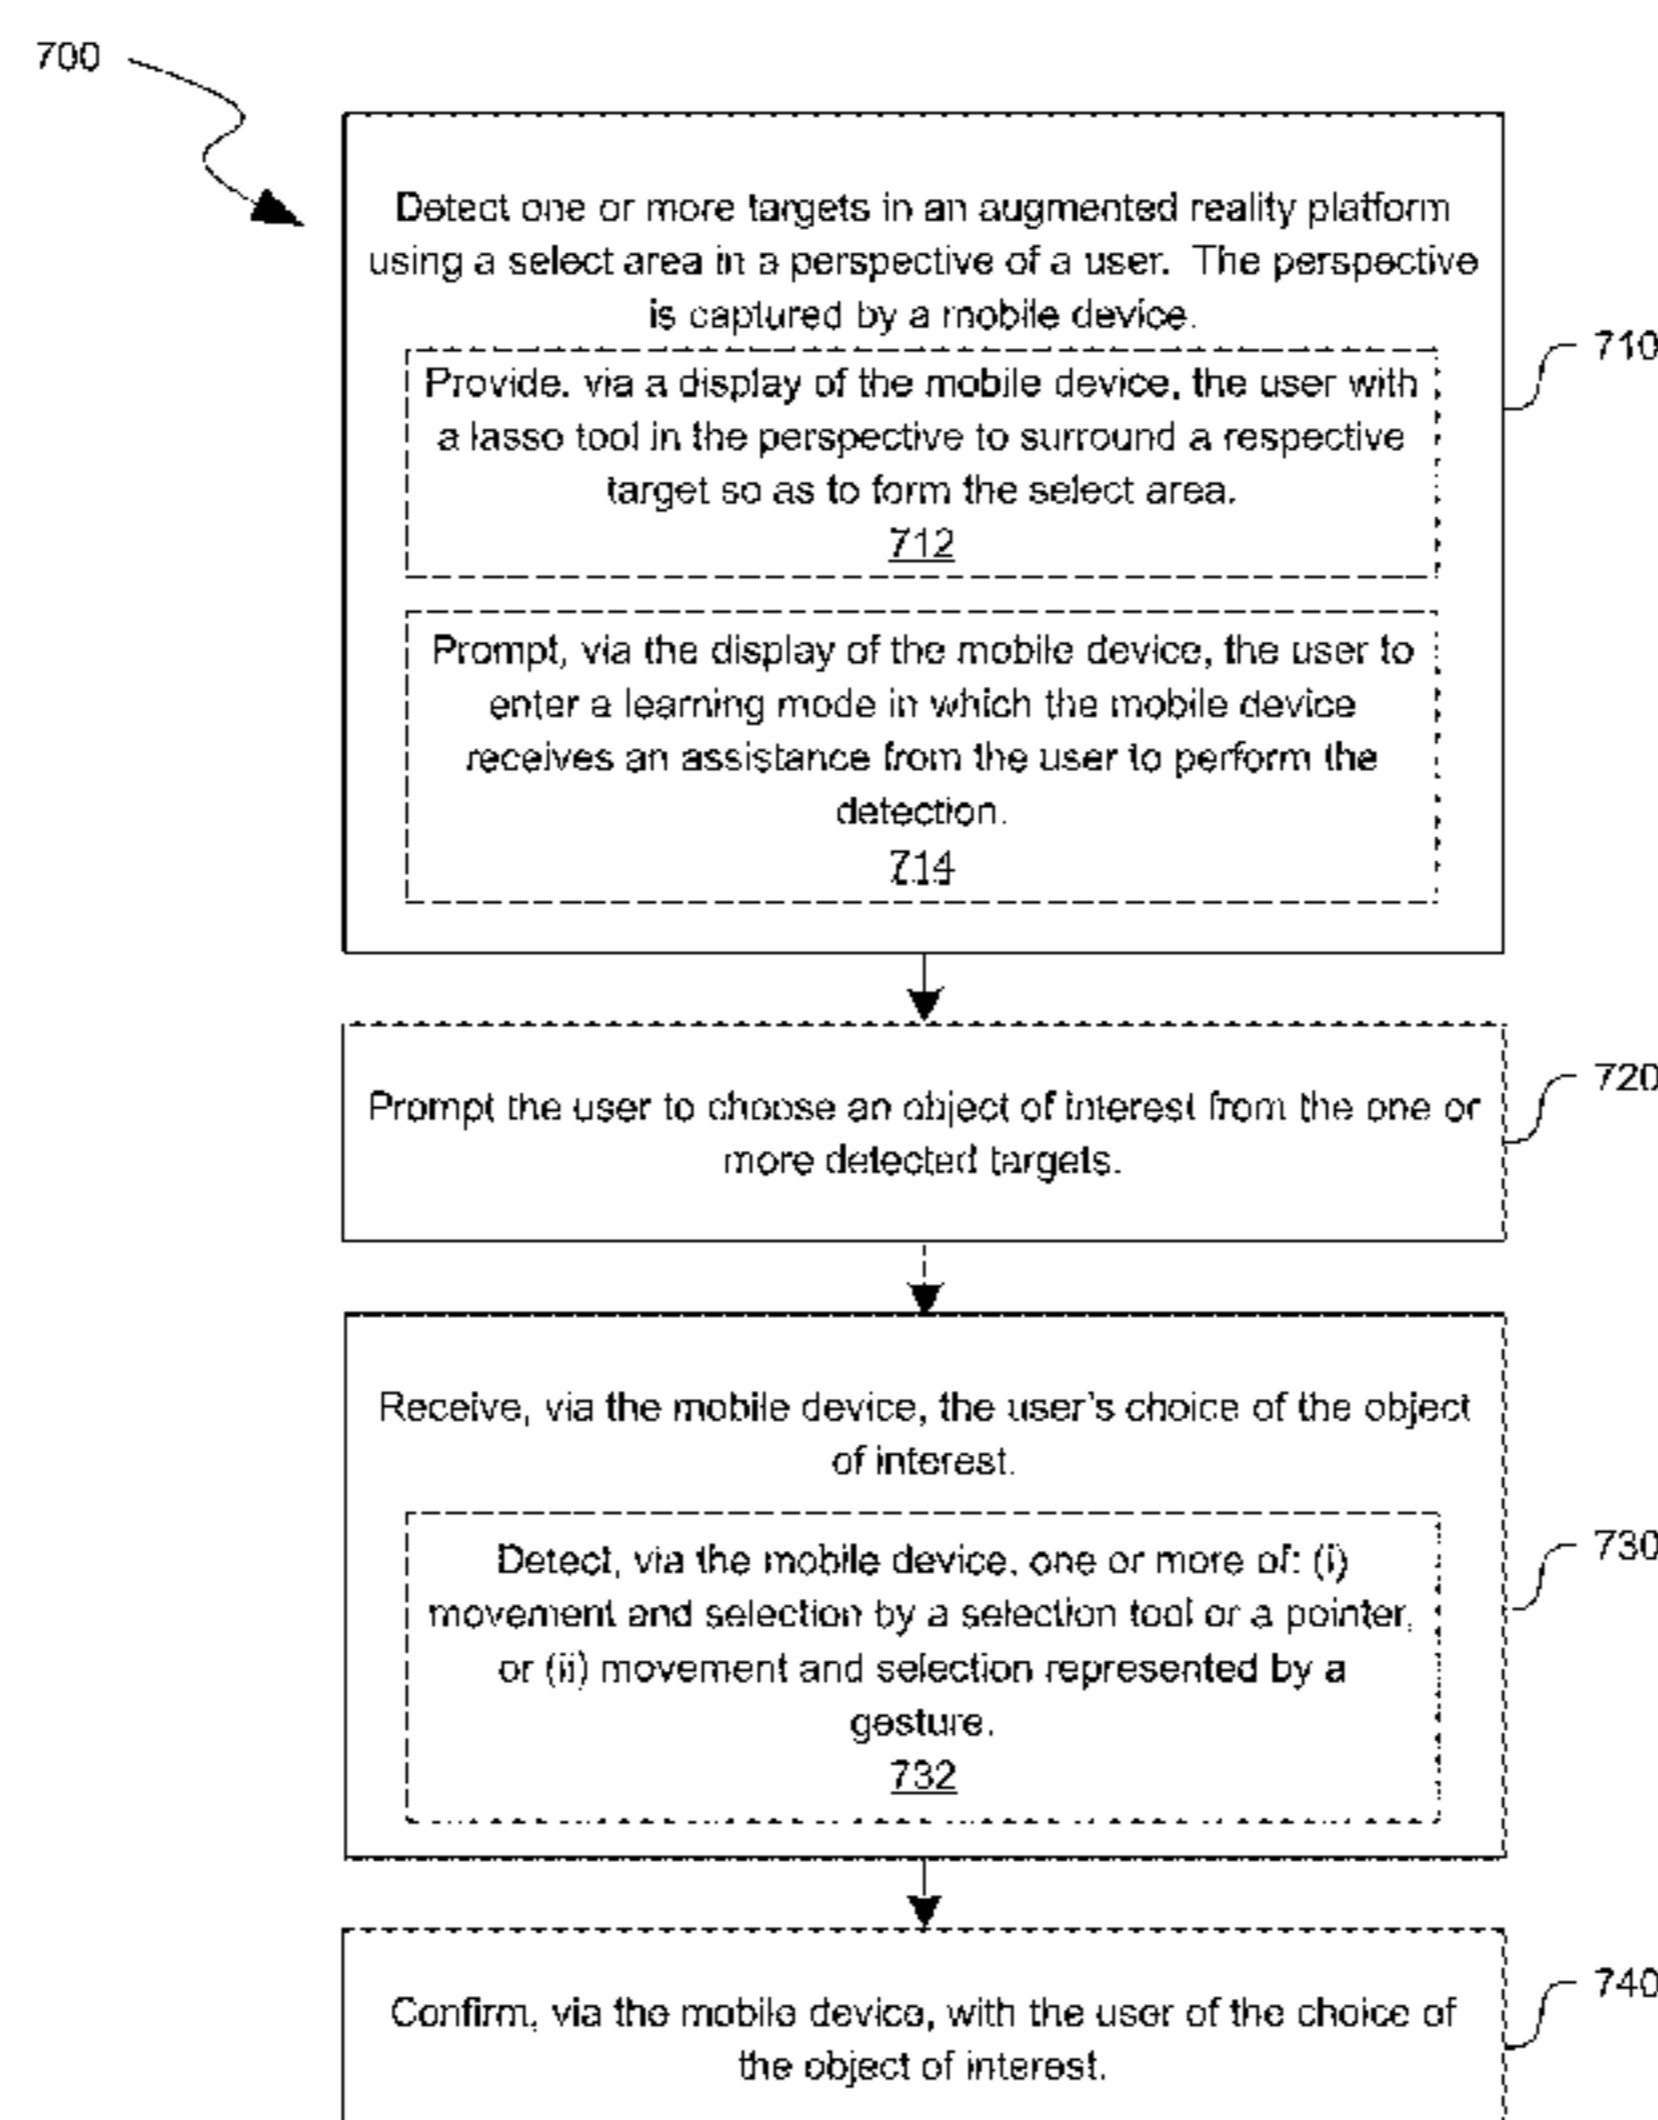 700
Detect one or more targets in an augmented reality platform
using a select area in a perspective of a user. The perspective
is captured by a mobile device.
710
Provide, via a display of the mobile device, the user with
a lasso tool in the perspective to surround a respective
target so as to form the select area.
712
Prompt, via the display of the mobile device, the user to
enter a learning mode in which the mobile device
receives an assistance from the user to perform the
detection.
714
720
Prompt the user to choose an object of interest from the one or
more detected targets.
Receive, via the mobile device, the user's choice of the object
of interest.
730
Detect, via the mobile device, one or more of: (i)
movement and selection by a selection tool or a pointer,
or (ii) movement and selection represented by a
gesture.
732
740
Confirm, via the mobile device, with the user of the choice of
the object of interest.